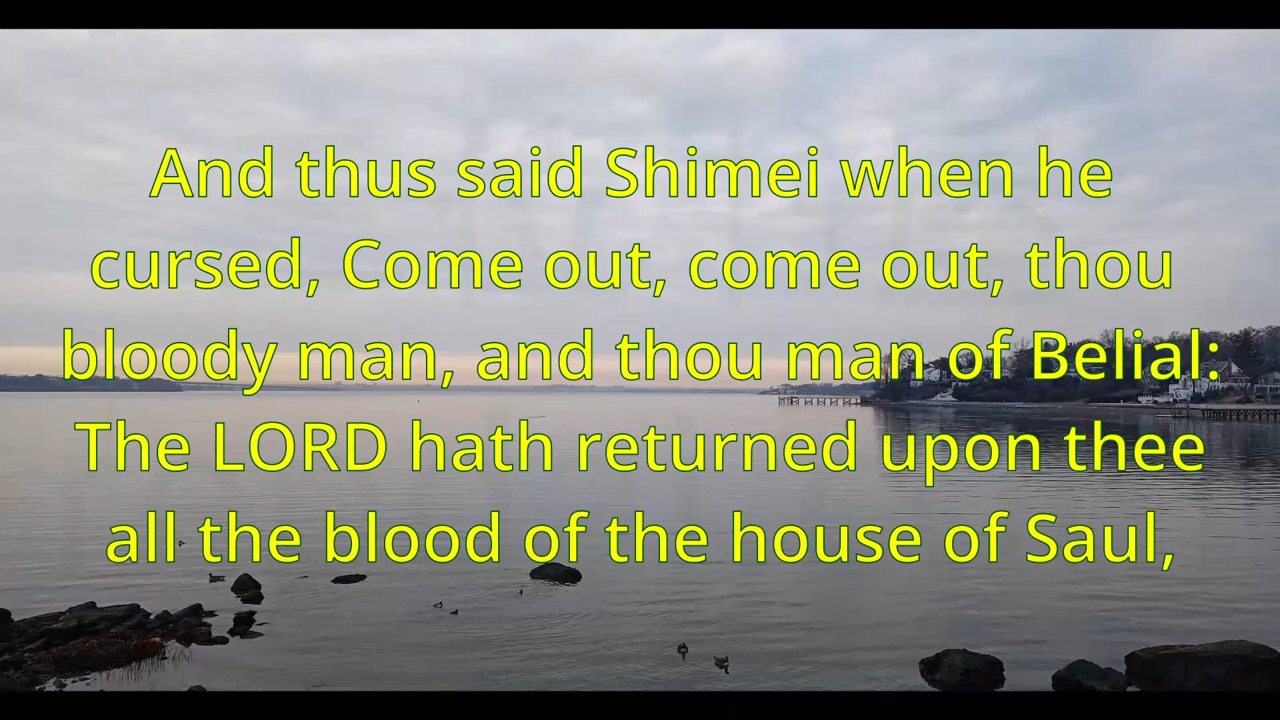 And thus said Shimei when he
cursed, Come out, come out, thou
bloody man, and thou man of Belial:
The LORD hath returned upon thee
all the blood of the house of Saul,